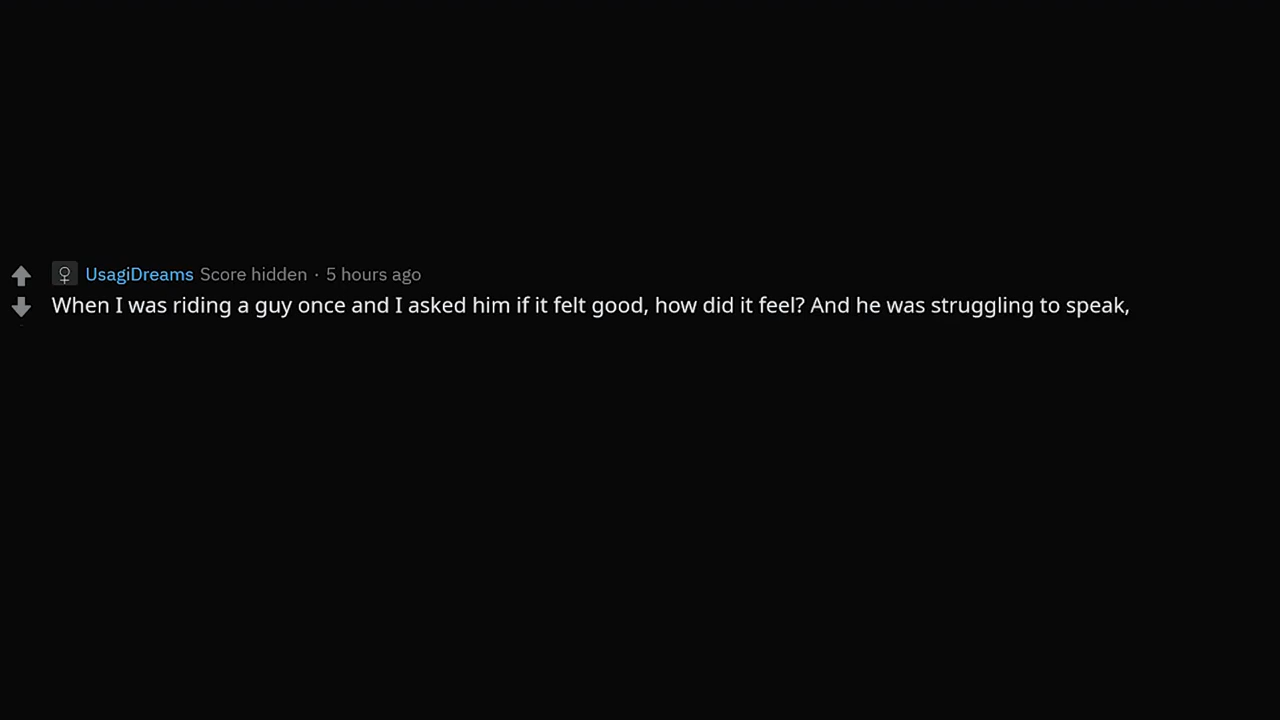 UsagiDreams Score hidden · 5 hours ago
When I was riding a guy once and I asked him if it felt good, how did it feel? And he was struggling to speak,